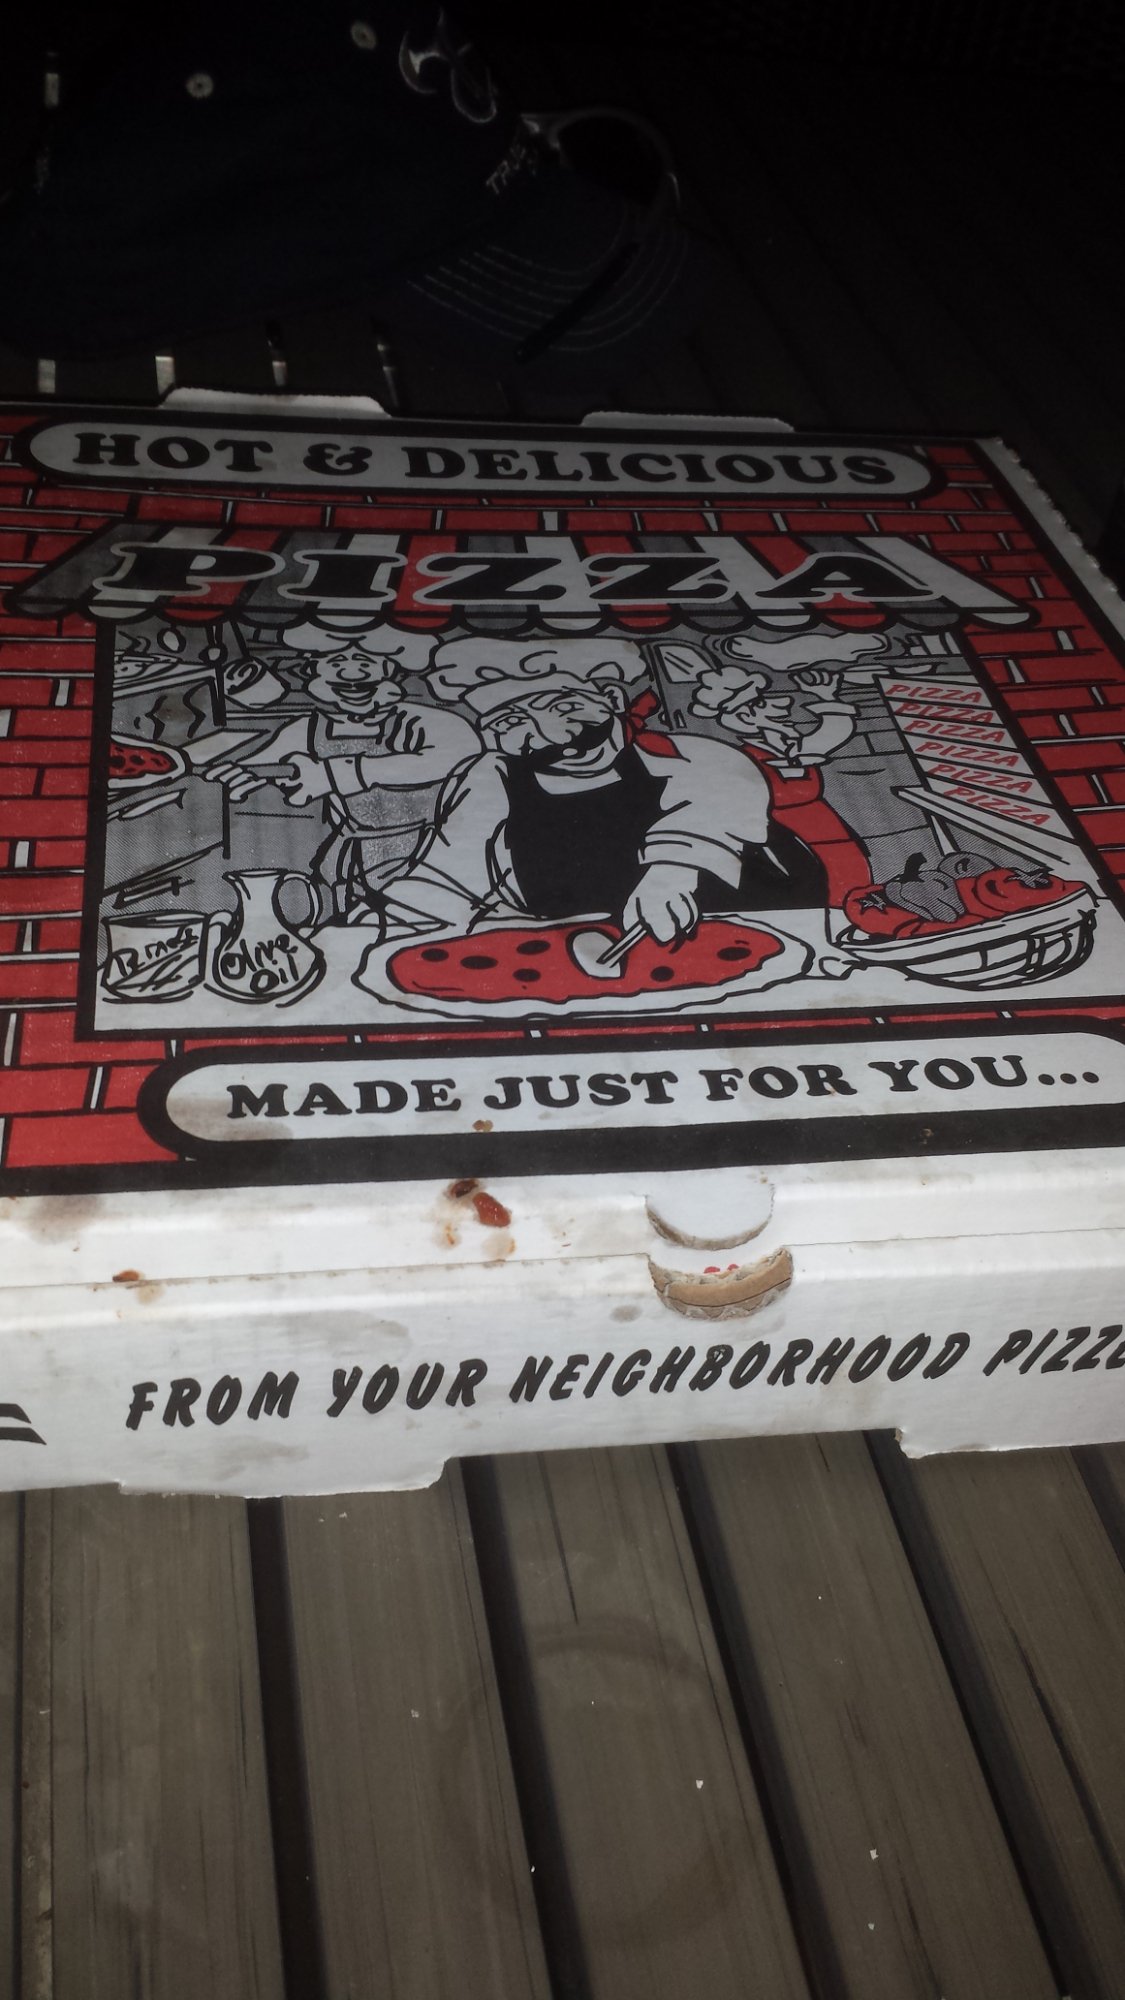 HOT & DELICIOUS
PIZZA
PIZZA
PIZZA
PIZZA
PIZZA
PIZZA
PIZZA
Olive
Oil
MADE JUST FOR YOU...
FROM YOUR NEIGHBORHOOD